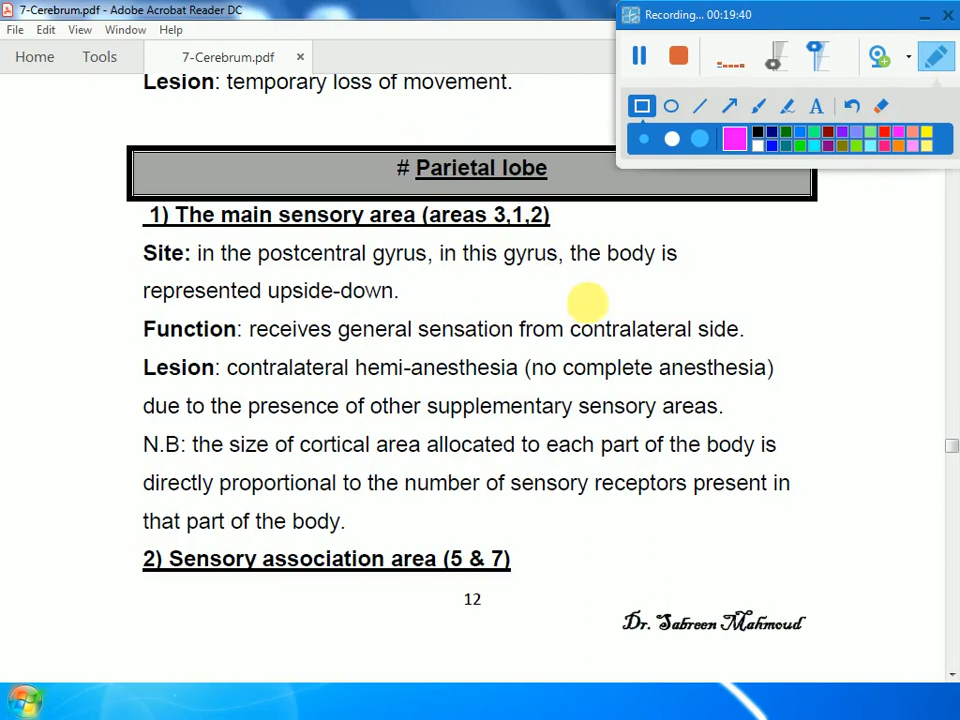 7-Cerebrum.pdf - Adobe Acrobat Reader DC
Recording... 00:19:40
File Edit View Window Help
Home Tools 7-Cerebrum.pdf ×
A
Lesion: temporary loss of movement.
# Parietal lobe
1) The main sensory area (areas 3,1,2)
Site: in the postcentral gyrus, in this gyrus, the body is
represented upside-down.
Function: receives general sensation from contralateral side.
Lesion: contralateral hemi-anesthesia (no complete anesthesia)
due to the presence of other supplementary sensory areas.
N.B: the size of cortical area allocated to each part of the body is
directly proportional to the number of sensory receptors present in
that part of the body.
2) Sensory association area (5 & 7)
12
Dr. Sabreen Mahmoud